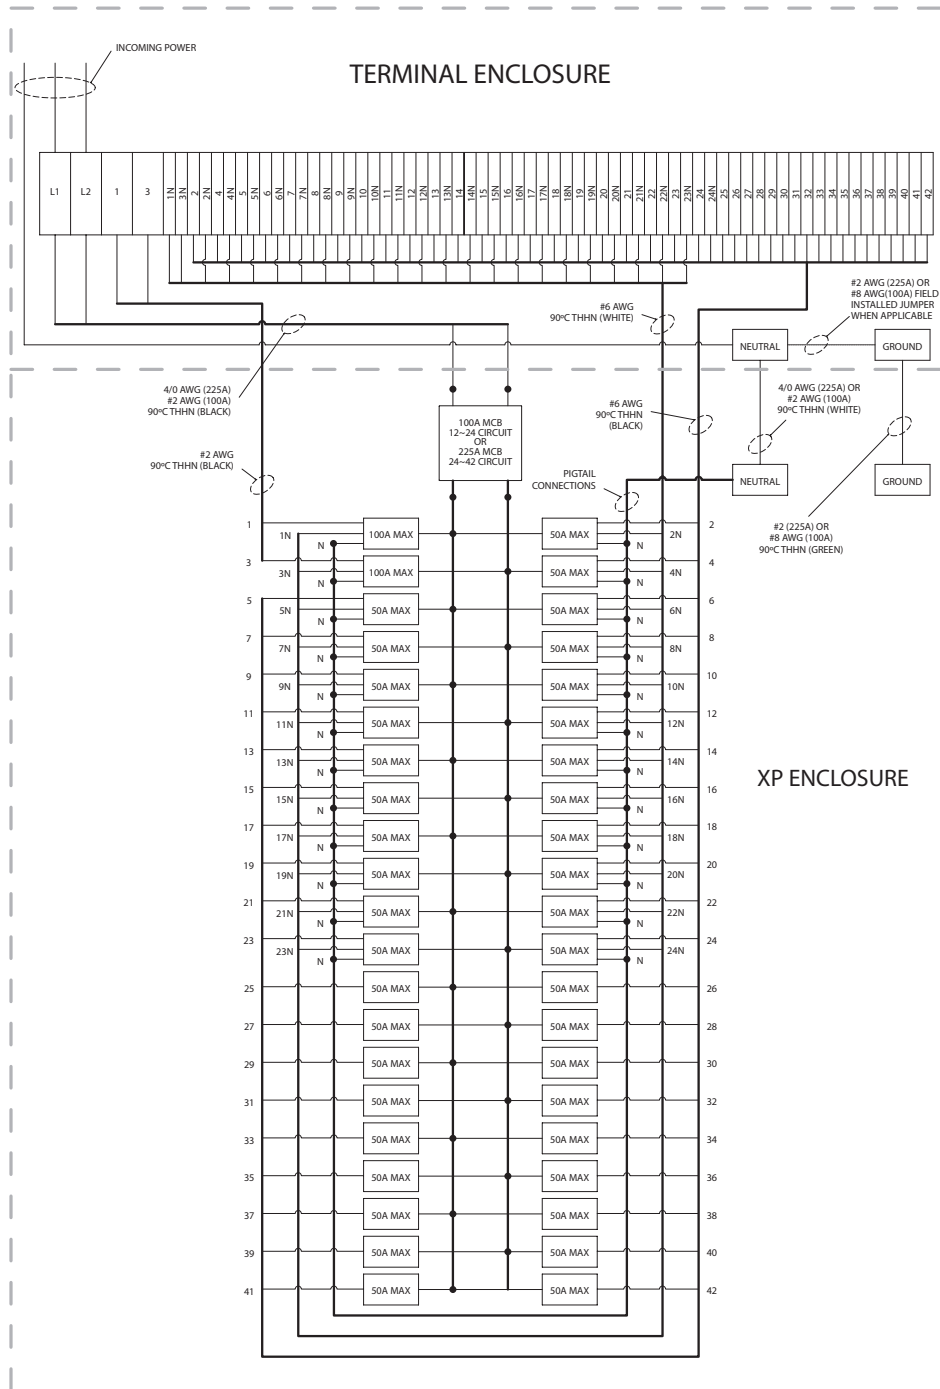 INCOMING POWER
TERMINAL ENCLOSURE
L1 L2 1 3 1N 3N 2 2N 4 4N 5 5N 6 6N 7 7N 8 8N 9 9N 10 10N 11 11N 12 12N 13 13N 14 14N 15 15N 16 16N 17 17N 18 18N 19 19N 20 20N 21 21N 22 22N 23 23N 24 24N 25 26 27 28 29 30 31 32 33 34 35 36 37 38 39 40 41 42
#2 AWG (225A) OR
#8 AWG(100A) FIELD
INSTALLED JUMPER
WHEN APPLICABLE
#6 AWG
90ºC THHN (WHITE)
NEUTRAL
GROUND
4/0 AWG (225A)
#2 AWG (100A)
90ºC THHN (BLACK)
#2 AWG
90ºC THHN (BLACK)
100A MCB
12~24 CIRCUIT
OR
225A MCB
24~42 CIRCUIT
#6 AWG
90ºC THHN
(BLACK)
4/0 AWG (225A) OR
#2 AWG (100A)
90ºC THHN (WHITE)
PIGTAIL
CONNECTIONS
NEUTRAL
GROUND
#2 (225A) OR
#8 AWG (100A)
90ºC THHN (GREEN)
1 1N N 100A MAX 50A MAX N 2N 2
3 3N N 100A MAX 50A MAX N 4N 4
5 5N N 50A MAX 50A MAX N 6N 6
7 7N N 50A MAX 50A MAX N 8N 8
9 9N N 50A MAX 50A MAX N 10N 10
11 11N N 50A MAX 50A MAX N 12N 12
13 13N N 50A MAX 50A MAX N 14N 14
15 15N N 50A MAX 50A MAX N 16N 16
17 17N N 50A MAX 50A MAX N 18N 18
19 19N N 50A MAX 50A MAX N 20N 20
21 21N N 50A MAX 50A MAX N 22N 22
23 23N N 50A MAX 50A MAX N 24N 24
25 50A MAX 50A MAX 26
27 50A MAX 50A MAX 28
29 50A MAX 50A MAX 30
31 50A MAX 50A MAX 32
33 50A MAX 50A MAX 34
35 50A MAX 50A MAX 36
37 50A MAX 50A MAX 38
39 50A MAX 50A MAX 40
41 50A MAX 50A MAX 42
XP ENCLOSURE